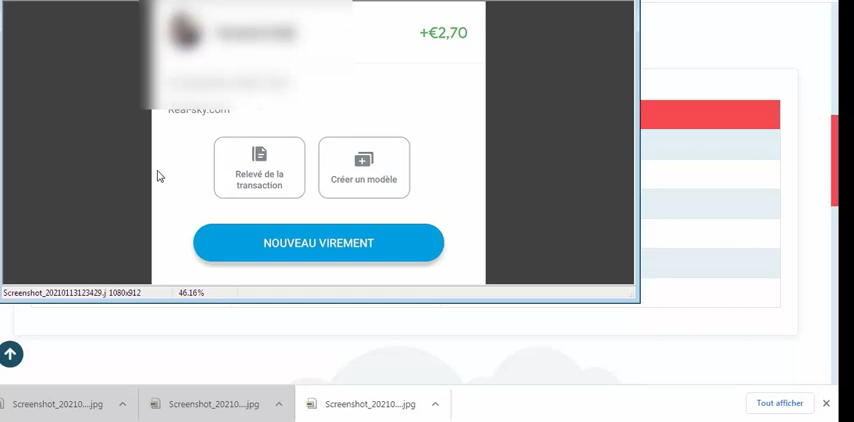 +€2,70
Real-sky.com
Relevé de la
transaction
Créer un modèle
NOUVEAU VIREMENT
Screenshot_20210113123429.j 1080x912 46.16%
Screenshot_20210....jpg
Screenshot_20210....jpg
Screenshot_20210....jpg
Tout afficher